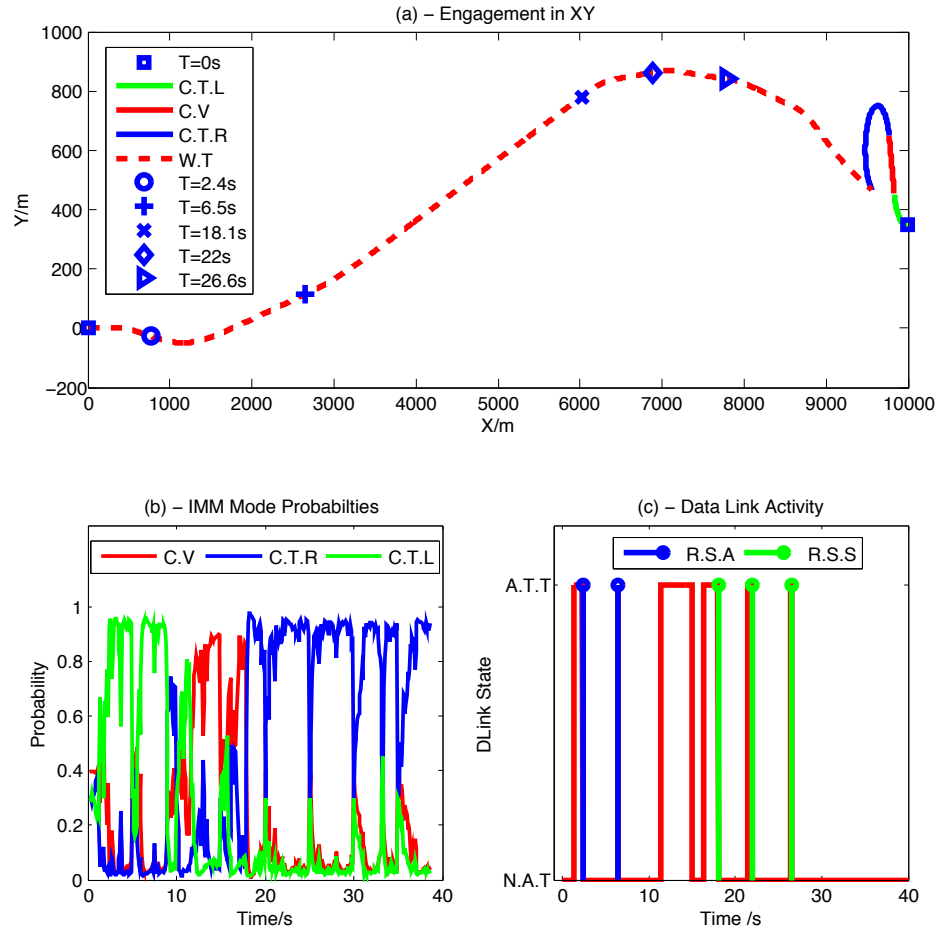 (a) – Engagement in XY
1000
800
600
400
200
0
−200
Y/m
T=0s
C.T.L
C.V
C.T.R
W.T
T=2.4s
T=6.5s
T=18.1s
T=22s
T=26.6s
0 1000 2000 3000 4000 5000 6000 7000 8000 9000 10000
X/m
(b) – IMM Mode Probabilties
C.V C.T.R C.T.L
1
0.8
0.6
0.4
0.2
0
Probability
0 10 20 30 40
Time/s
(c) – Data Link Activity
R.S.A R.S.S
A.T.T
DLink State
N.A.T
0 10 20 30 40
Time /s